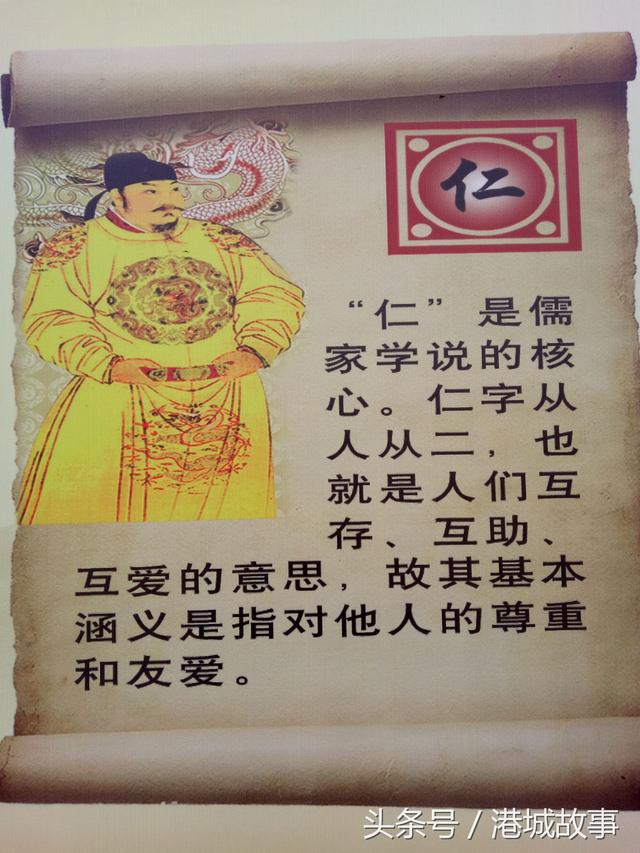 仁
“仁”是儒
家学说的核
心。仁字从
人从二，也
就是人们互
存、互助、
互爱的意思，故其基本
涵义是指对他人的尊重
和友爱。
头条号 / 港城故事